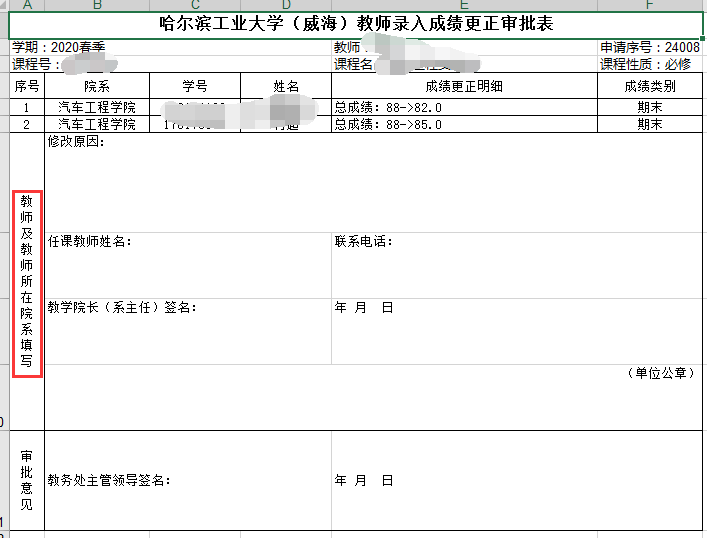 A B C D E F
哈尔滨工业大学（威海）教师录入成绩更正审批表
学期：2020春季 教师 申请序号：24008
课程号： 课程名 课程性质：必修
序号 院系 学号 姓名 成绩更正明细 成绩类别
1 汽车工程学院 总成绩：88->82.0 期末
2 汽车工程学院 总成绩：88->85.0 期末
修改原因：
教师及教师所在院系填写
任课教师姓名： 联系电话：
教学院长（系主任）签名： 年 月 日
（单位公章）
审批意见
教务处主管领导签名： 年 月 日